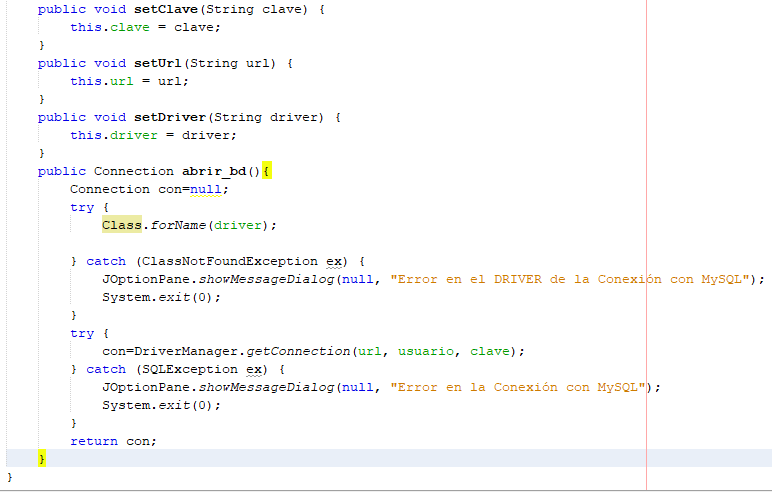 public void setClave(String clave) {
this.clave = clave;
}
public void setUrl(String url) {
this.url = url;
}
public void setDriver(String driver) {
this.driver = driver;
}
public Connection abrir_bd(){
Connection con=null;
try {
Class.forName(driver);
} catch (ClassNotFoundException ex) {
JOptionPane.showMessageDialog(null, "Error en el DRIVER de la Conexión con MySQL");
System.exit(0);
}
try {
con=DriverManager.getConnection(url, usuario, clave);
} catch (SQLException ex) {
JOptionPane.showMessageDialog(null, "Error en la Conexión con MySQL");
System.exit(0);
}
return con;
}
}